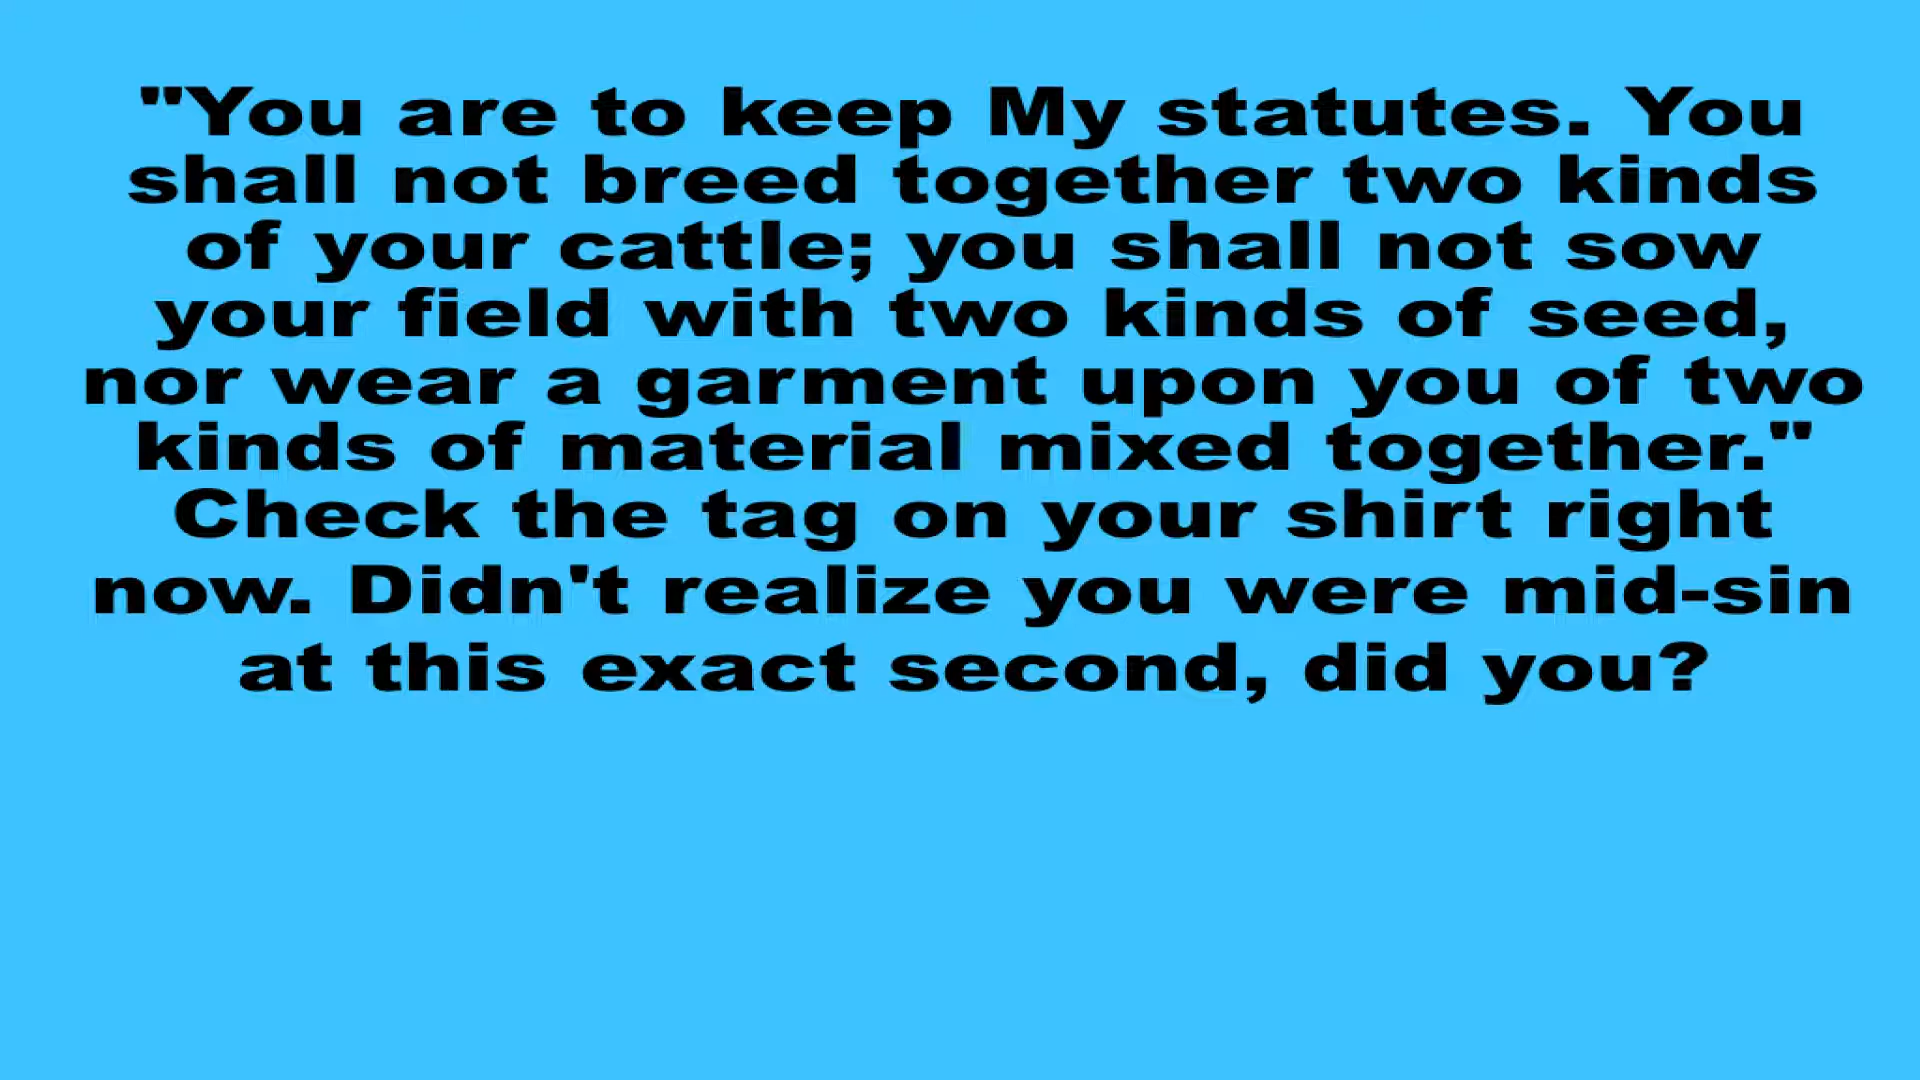 "You are to keep My statutes. You
shall not breed together two kinds
of your cattle; you shall not sow
your field with two kinds of seed,
nor wear a garment upon you of two
kinds of material mixed together."
Check the tag on your shirt right
now. Didn't realize you were mid-sin
at this exact second, did you?